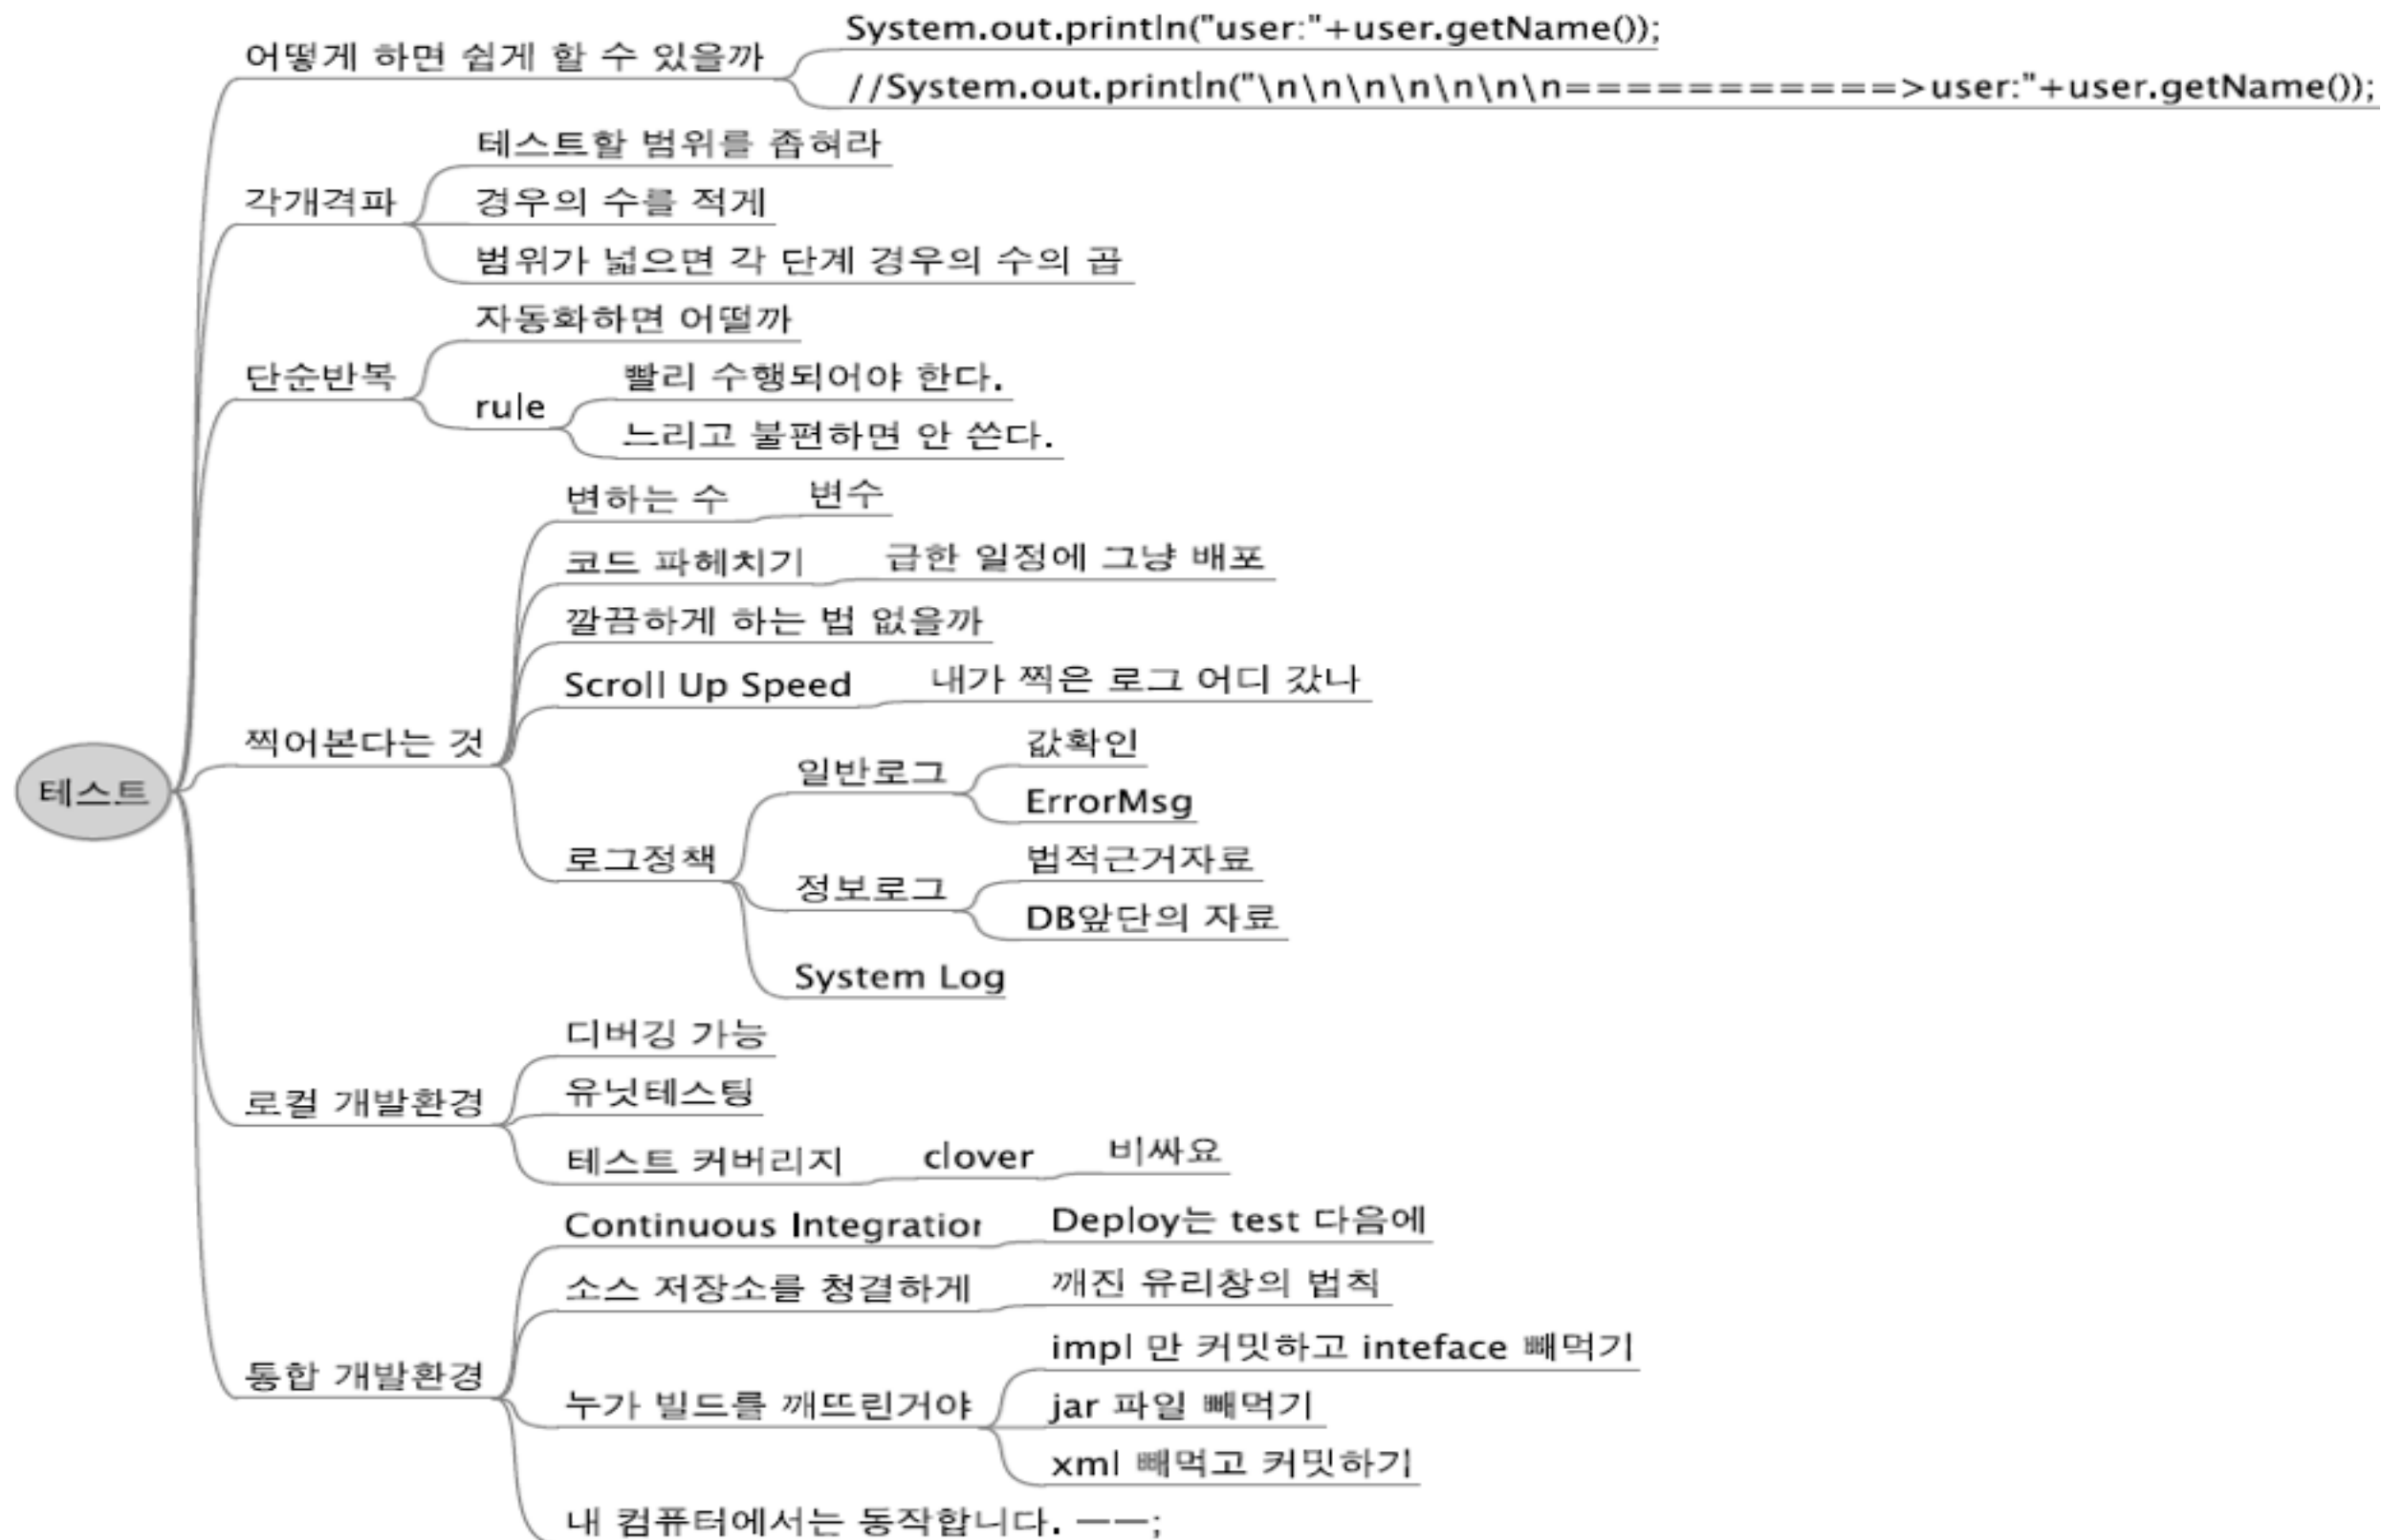 어떻게 하면 쉽게 할 수 있을까
System.out.println("user:"+user.getName());
//System.out.println("\n\n\n\n\n\n\n===========>user:"+user.getName());
각개격파
테스트할 범위를 좁혀라
경우의 수를 적게
범위가 넓으면 각 단계 경우의 수의 곱
단순반복
자동화하면 어떨까
rule
빨리 수행되어야 한다.
느리고 불편하면 안 쓴다.
테스트
찍어본다는 것
변하는 수
변수
코드 파헤치기
급한 일정에 그냥 배포
깔끔하게 하는 법 없을까
Scroll Up Speed
내가 찍은 로그 어디 갔나
로그정책
일반로그
값확인
ErrorMsg
정보로그
법적근거자료
DB앞단의 자료
System Log
로컬 개발환경
디버깅 가능
유닛테스팅
테스트 커버리지
clover
비싸요
통합 개발환경
Continuous Integration
Deploy는 test 다음에
소스 저장소를 청결하게
깨진 유리창의 법칙
누가 빌드를 깨뜨린거야
impl 만 커밋하고 inteface 빼먹기
jar 파일 빼먹기
xml 빼먹고 커밋하기
내 컴퓨터에서는 동작합니다. ㅡㅡ;